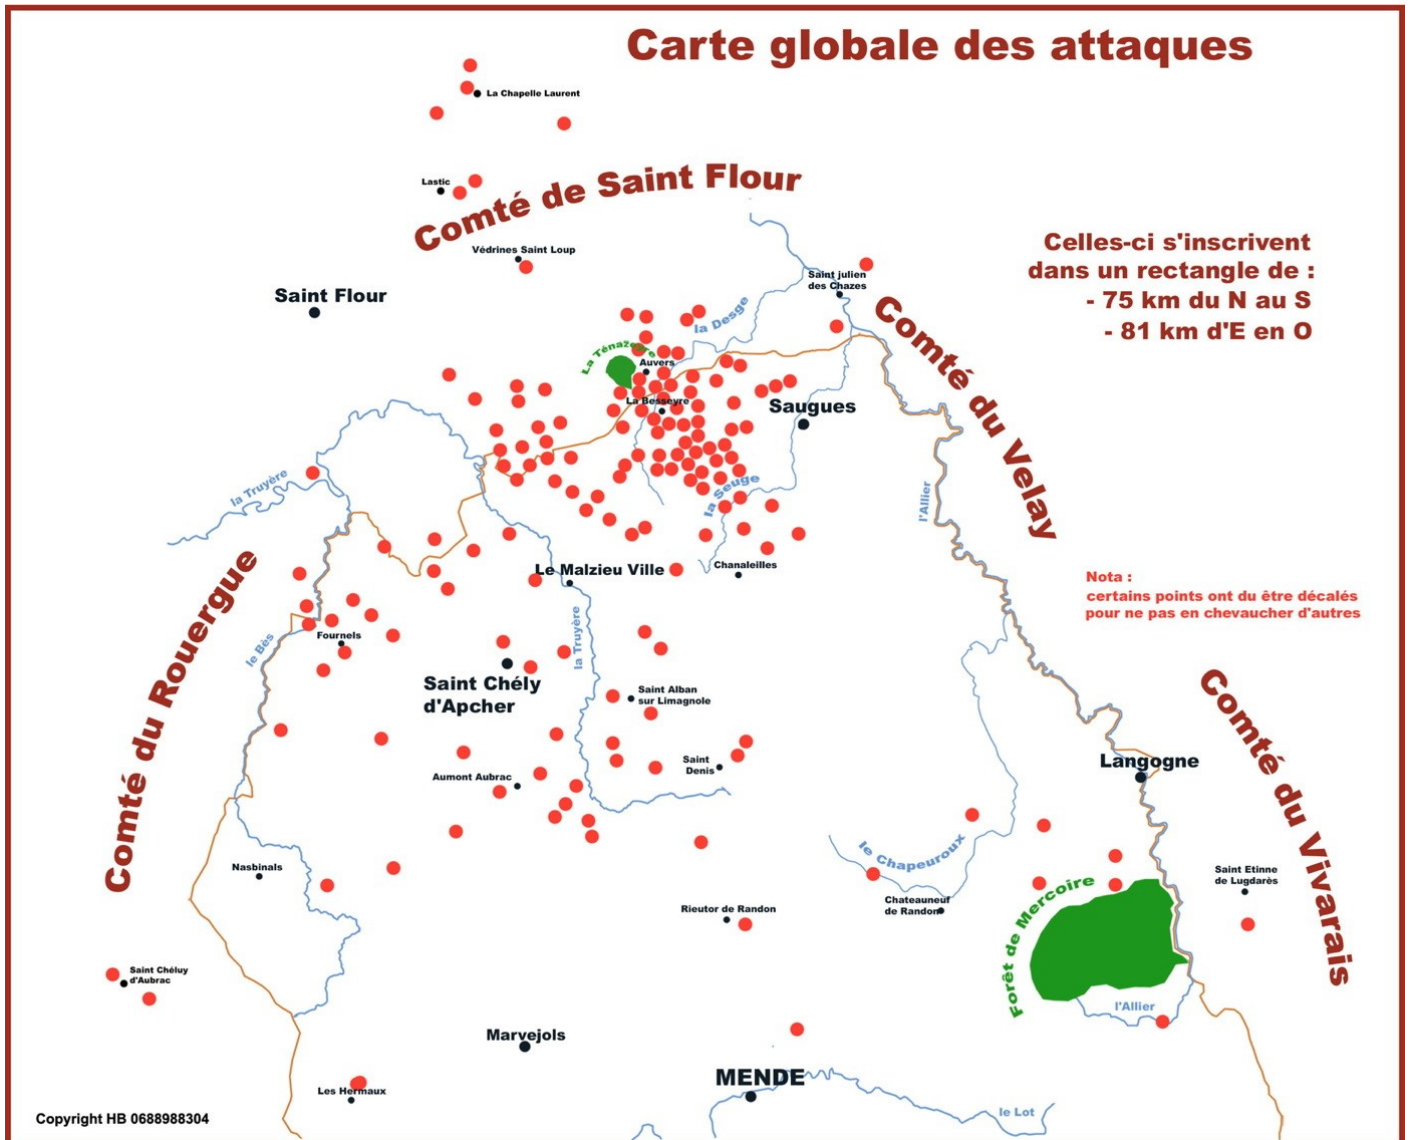 Carte globale des attaques
La Chapelle Laurent
Lastic
Comté de Saint Flour
Védrines Saint Loup
Celles-ci s'inscrivent
dans un rectangle de :
- 75 km du N au S
- 81 km d'E en O
Saint julien
des Chazes
Saint Flour
la Desge
Comté du Velay
La Ténazeyre
Auvers
La Besseyre
Saugues
la Truyère
la Seuge
l'Allier
Comté du Rouergue
Le Malzieu Ville
Chanaleilles
Nota :
certains points ont du être décalés
pour ne pas en chevaucher d'autres
la Truyère
Fournels
le Bès
Saint Chély
d'Apcher
Saint Alban
sur Limagnole
Comté du Vivarais
Saint
Denis
Langogne
Aumont Aubrac
le Chapeuroux
Nasbinals
Saint Etinne
de Lugdarès
Forêt de Mercoire
Chateauneuf
de Randon
Rieutor de Randon
Saint Chéluy
d'Aubrac
l'Allier
Marvejols
MENDE
Les Hermaux
le Lot
Copyright HB 0688988304